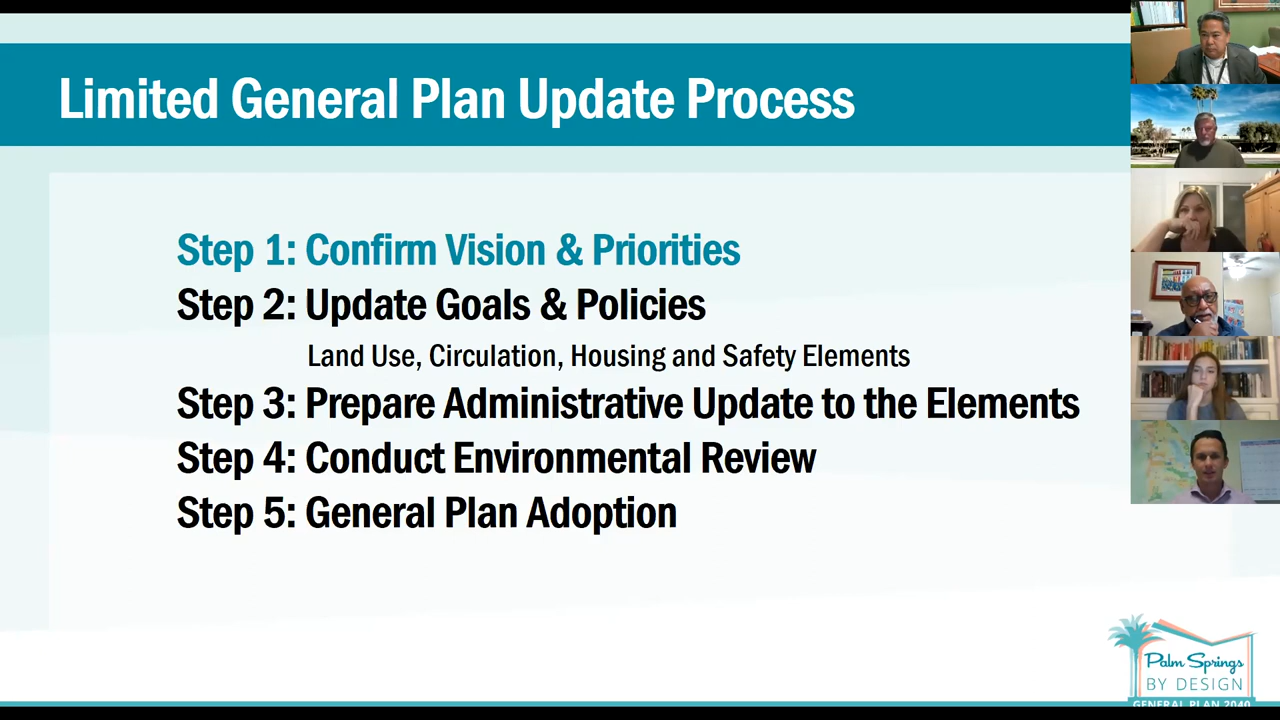 Limited General Plan Update Process
Step 1: Confirm Vision & Priorities
Step 2: Update Goals & Policies
Land Use, Circulation, Housing and Safety Elements
Step 3: Prepare Administrative Update to the Elements
Step 4: Conduct Environmental Review
Step 5: General Plan Adoption
Palm Springs
BY DESIGN
GENERAL PLAN 2040